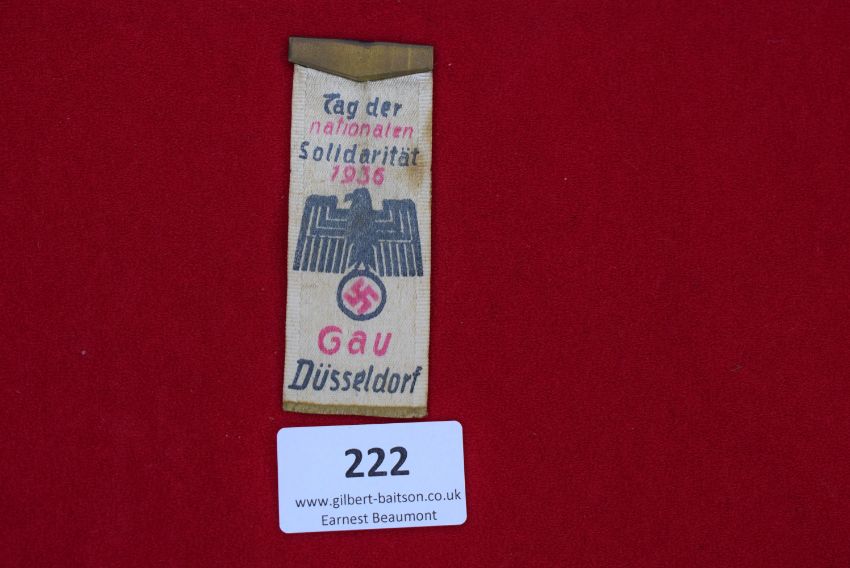 Tag der
nationalen
Solidarität
1936
Gau
Düsseldorf
222
www.gilbert-baitson.co.uk
Earnest Beaumont